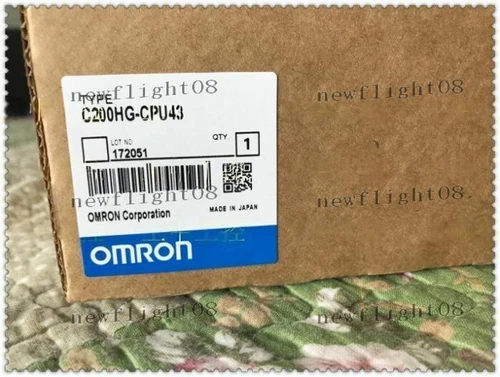 newflight08
newflight08
TYPE
C200HG-CPU43
LOT NO.
172051
QTY.
1
newflight08.
OMRON Corporation
MADE IN JAPAN
OMRON
newflight08
newflight08